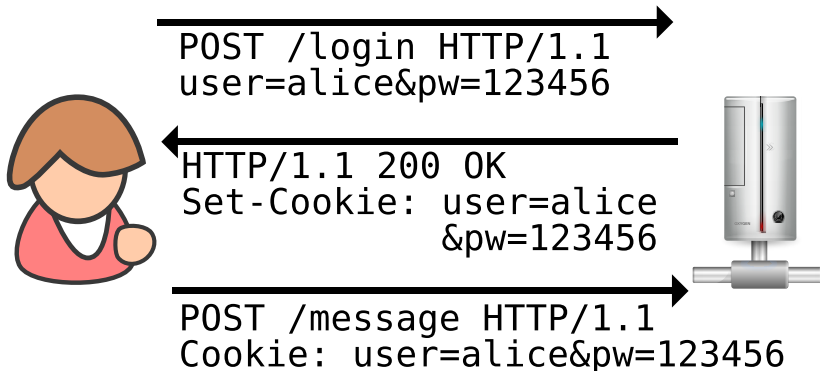 POST /login HTTP/1.1
user=alice&pw=123456
HTTP/1.1 200 OK
Set-Cookie: user=alice
&pw=123456
POST /message HTTP/1.1
Cookie: user=alice&pw=123456